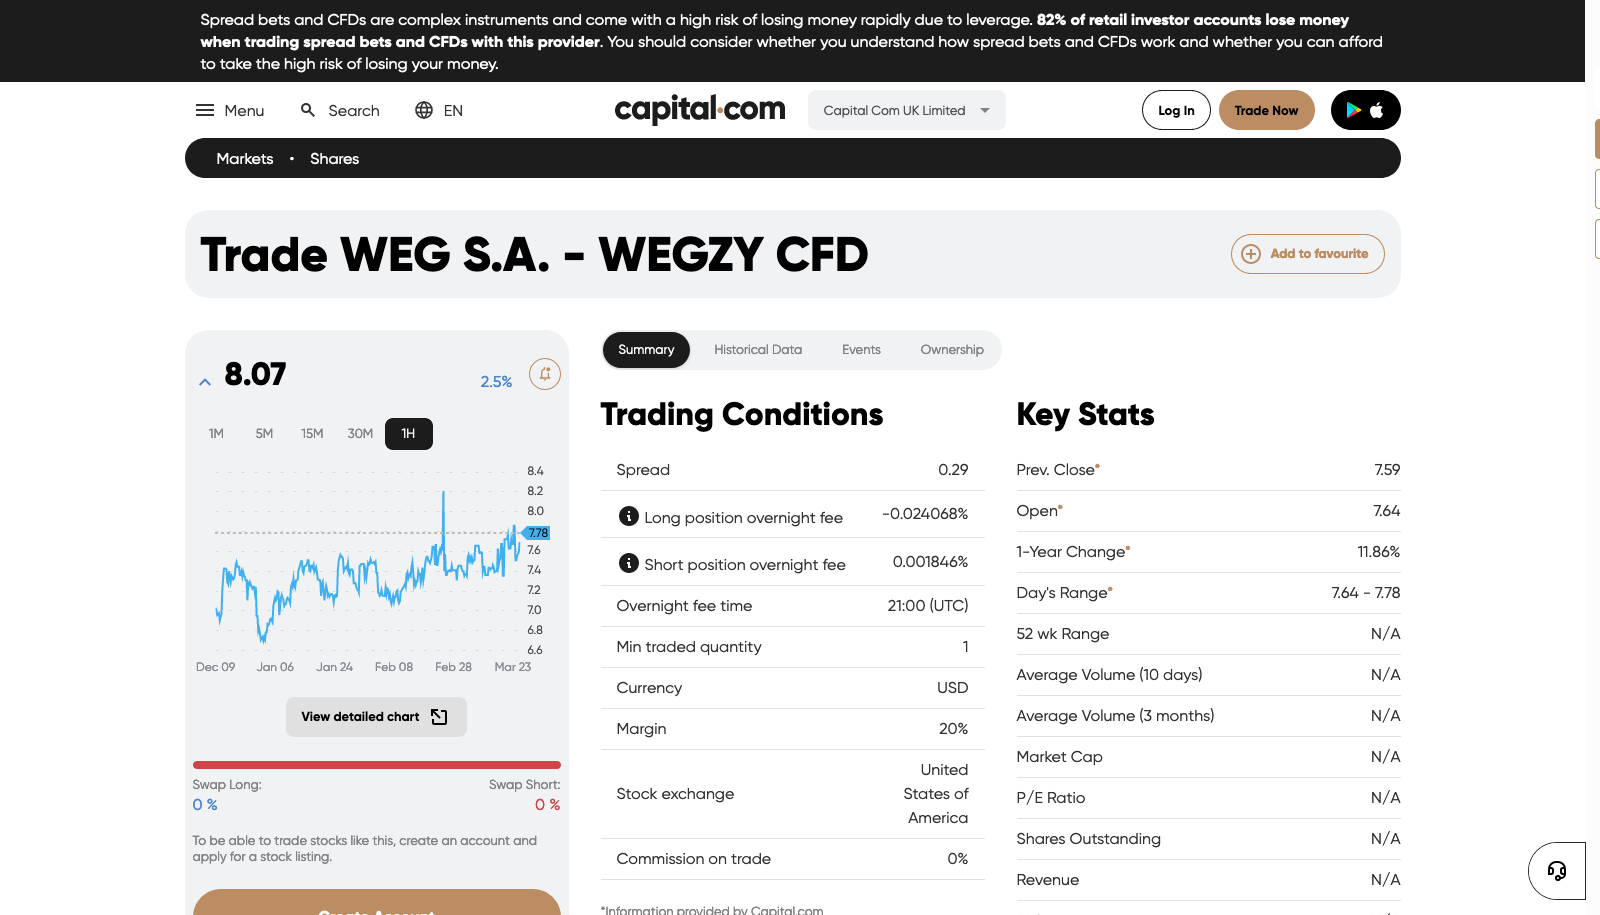 Spread bets and CFDs are complex instruments and come with a high risk of losing money rapidly due to leverage. 82% of retail investor accounts lose money
when trading spread bets and CFDs with this provider. You should consider whether you understand how spread bets and CFDs work and whether you can afford
to take the high risk of losing your money.
Menu
Search
EN
capital.com
Capital Com UK Limited
Log In
Trade Now
Markets • Shares
Trade WEG S.A. - WEGZY CFD
Add to favourite
8.07
2.5%
1M 5M 15M 30M 1H
8.4
8.2
8.0
7.78
7.6
7.4
7.2
7.0
6.8
6.6
Dec 09 Jan 06 Jan 24 Feb 08 Feb 28 Mar 23
View detailed chart
Swap Long: Swap Short:
0 % 0 %
To be able to trade stocks like this, create an account and
apply for a stock listing.
Create Account
Summary Historical Data Events Ownership
Trading Conditions
Spread 0.29
Long position overnight fee -0.024068%
Short position overnight fee 0.001846%
Overnight fee time 21:00 (UTC)
Min traded quantity 1
Currency USD
Margin 20%
Stock exchange United
States of
America
Commission on trade 0%
*Information provided by Capital.com
Key Stats
Prev. Close* 7.59
Open* 7.64
1-Year Change* 11.86%
Day's Range* 7.64 - 7.78
52 wk Range N/A
Average Volume (10 days) N/A
Average Volume (3 months) N/A
Market Cap N/A
P/E Ratio N/A
Shares Outstanding N/A
Revenue N/A